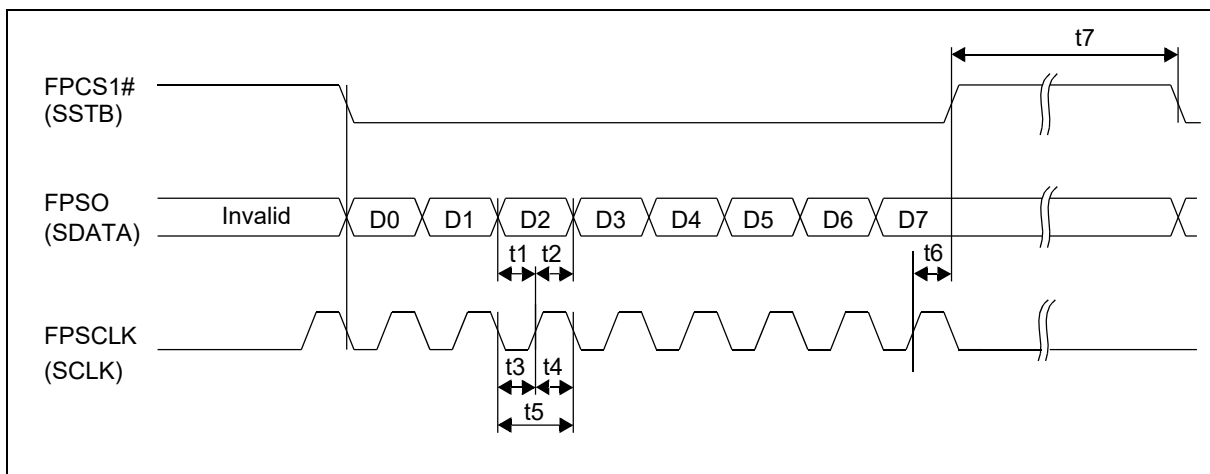 t7
FPCS1#
(SSTB)
FPSO
(SDATA)
Invalid
D0
D1
D2
D3
D4
D5
D6
D7
t1
t2
t6
FPSCLK
(SCLK)
t3
t4
t5